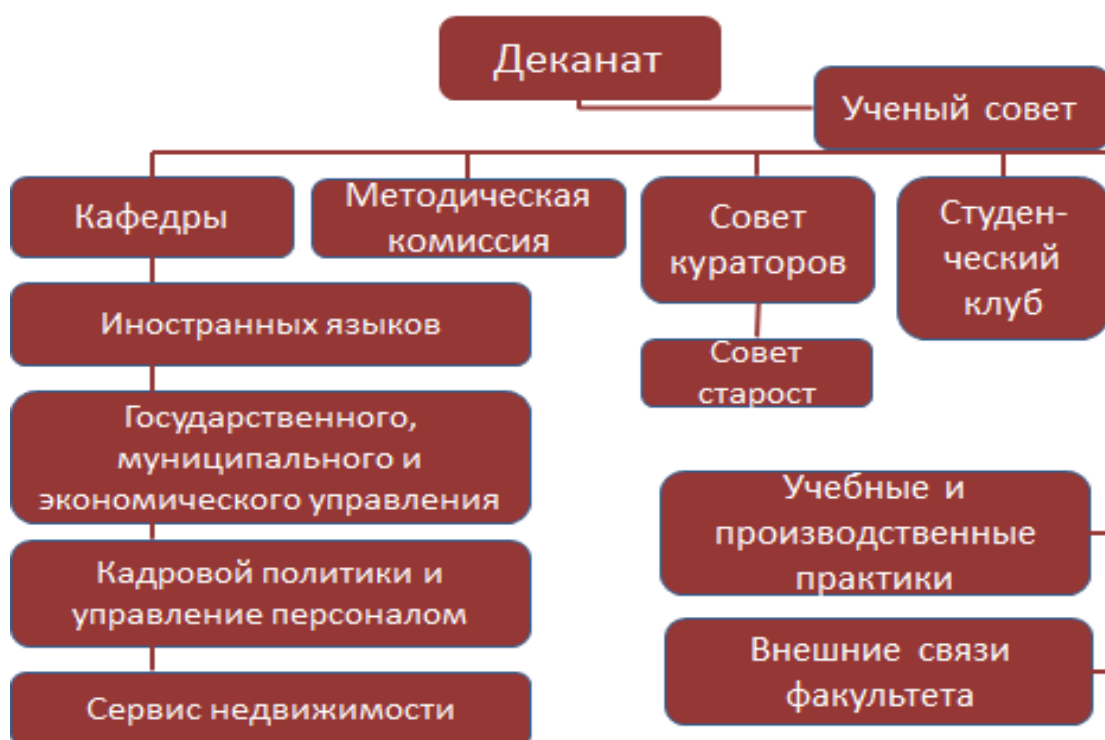 Деканат
Ученый совет
Кафедры
Методическая
комиссия
Совет
кураторов
Студен-
ческий
клуб
Иностранных языков
Совет
старост
Государственного,
муниципального и
экономического управления
Учебные и
производственные
практики
Кадровой политики и
управление персоналом
Внешние связи
факультета
Сервис недвижимости